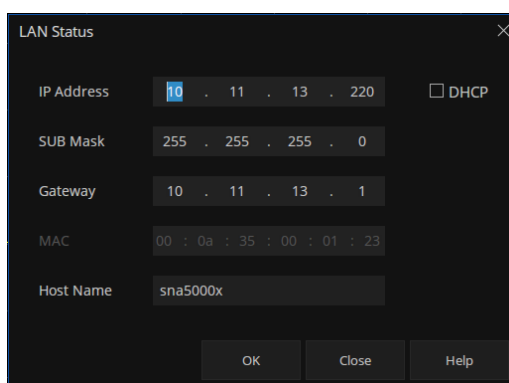 LAN Status
IP Address 10 . 11 . 13 . 220 DHCP
SUB Mask 255 . 255 . 255 . 0
Gateway 10 . 11 . 13 . 1
MAC 00 : 0a : 35 : 00 : 01 : 23
Host Name sna5000x
OK Close Help